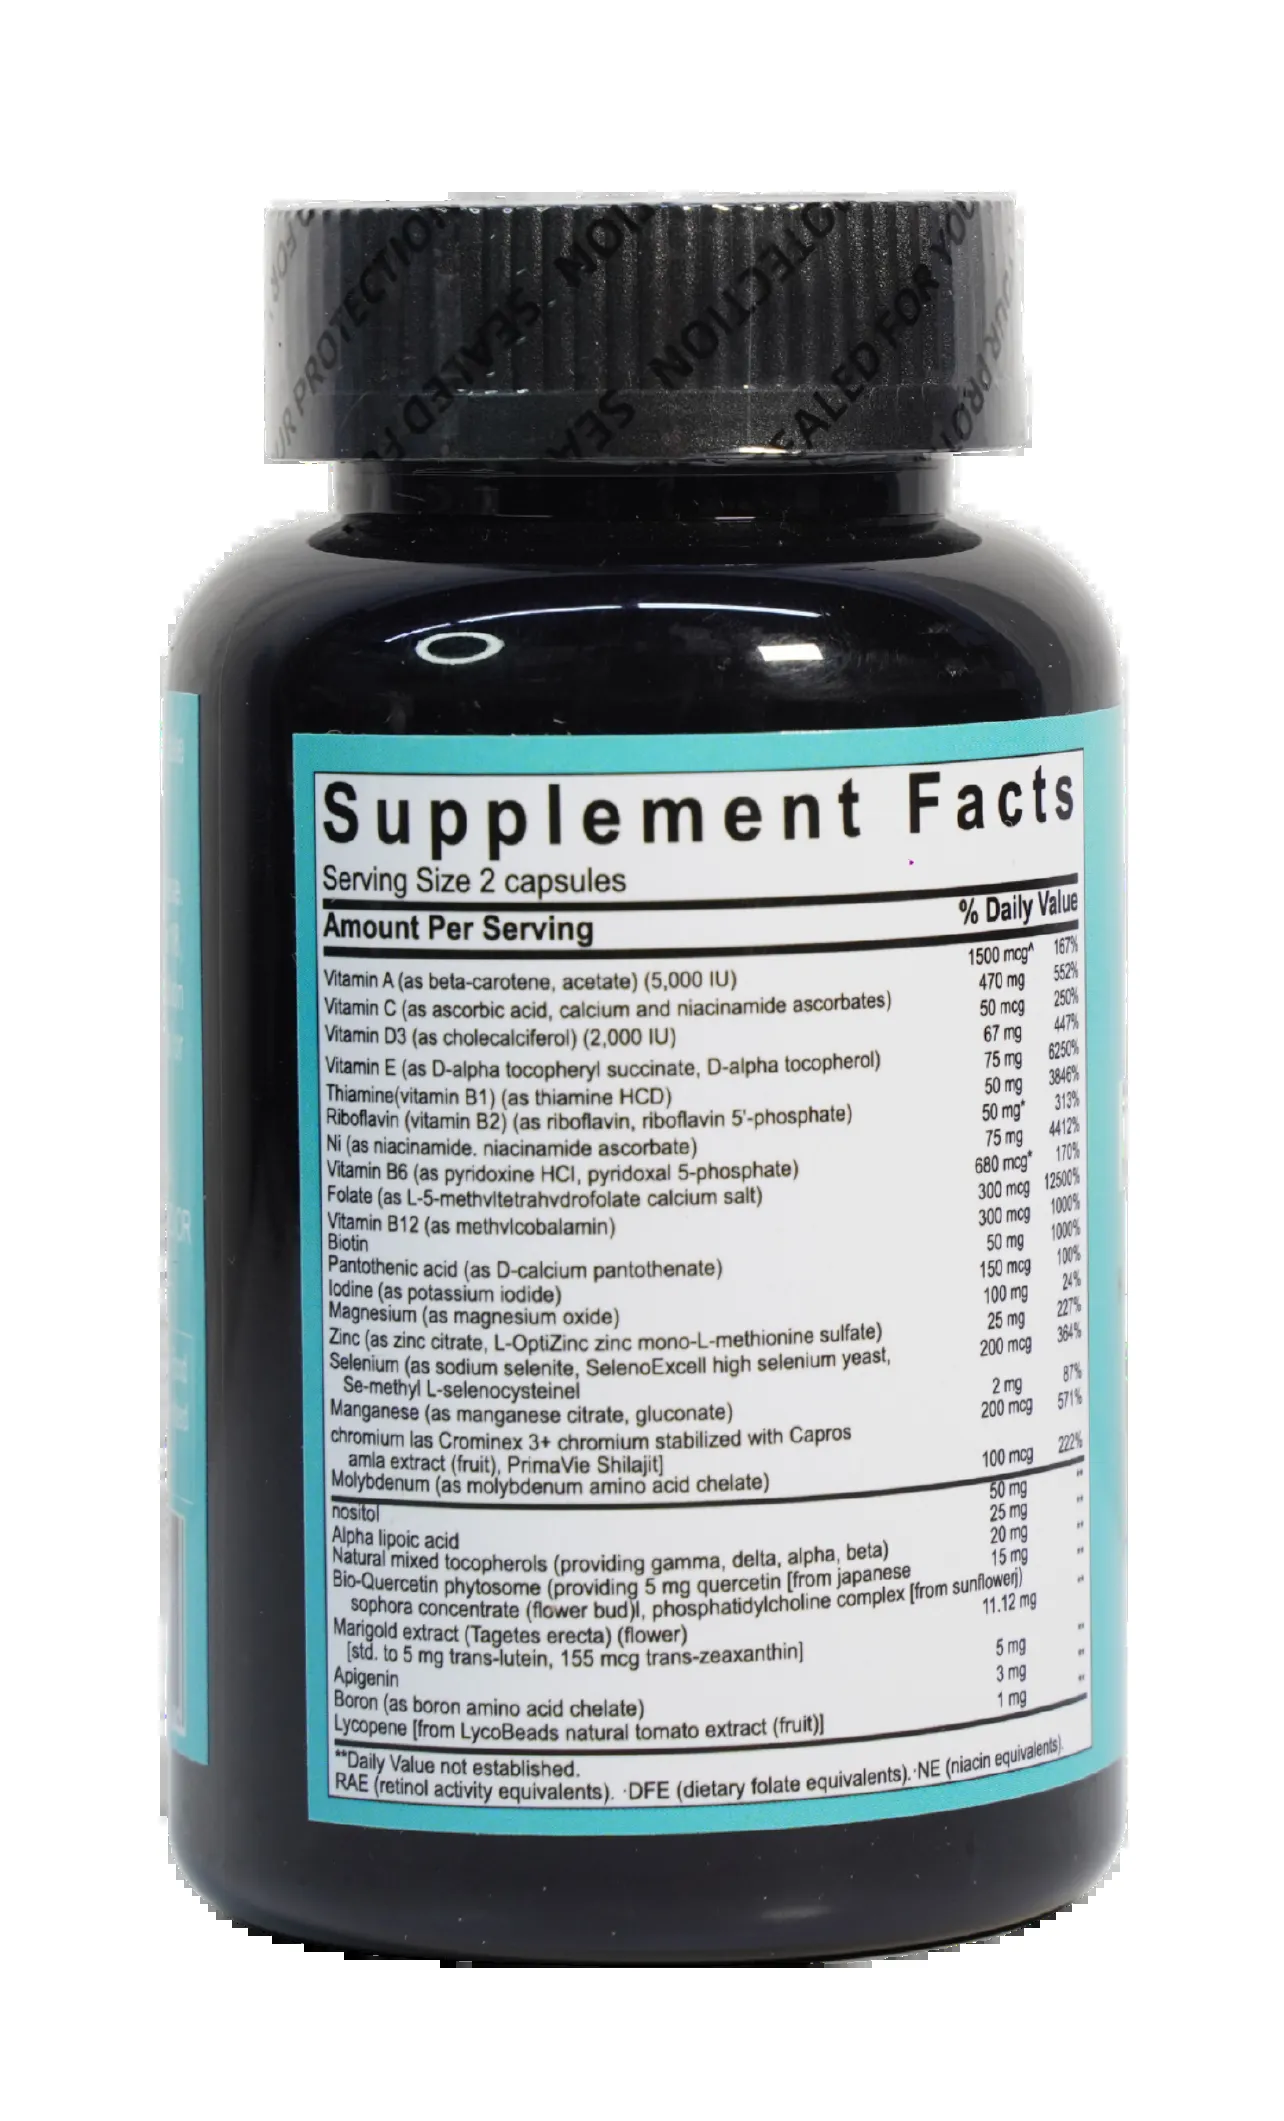 SEALED FOR YOUR PROTECTION
Supplement Facts
Serving Size 2 capsules
Amount Per Serving % Daily Value
Vitamin A (as beta-carotene, acetate) (5,000 IU) 1500 mcg^ 167%
Vitamin C (as ascorbic acid, calcium and niacinamide ascorbates) 470 mg 552%
Vitamin D3 (as cholecalciferol) (2,000 IU) 50 mcg 250%
Vitamin E (as D-alpha tocopheryl succinate, D-alpha tocopherol) 67 mg 447%
Thiamine(vitamin B1) (as thiamine HCD) 75 mg 6250%
Riboflavin (vitamin B2) (as riboflavin, riboflavin 5'-phosphate) 50 mg 3846%
Ni (as niacinamide. niacinamide ascorbate) 50 mg* 313%
Vitamin B6 (as pyridoxine HCI, pyridoxal 5-phosphate) 75 mg 4412%
Folate (as L-5-methvltetrahvdrofolate calcium salt) 680 mcg* 170%
Vitamin B12 (as methvlcobalamin) 300 mcg 12500%
Biotin 300 mcg 1000%
Pantothenic acid (as D-calcium pantothenate) 50 mg 1000%
Iodine (as potassium iodide) 150 mcg 100%
Magnesium (as magnesium oxide) 100 mg 24%
Zinc (as zinc citrate, L-OptiZinc zinc mono-L-methionine sulfate) 25 mg 227%
Selenium (as sodium selenite, SelenoExcell high selenium yeast, 200 mcg 364%
Se-methyl L-selenocysteinel
Manganese (as manganese citrate, gluconate) 2 mg 87%
chromium las Crominex 3+ chromium stabilized with Capros 200 mcg 571%
amla extract (fruit), PrimaVie Shilajit]
Molybdenum (as molybdenum amino acid chelate) 100 mcg 222%
nositol 50 mg **
Alpha lipoic acid 25 mg **
Natural mixed tocopherols (providing gamma, delta, alpha, beta) 20 mg **
Bio-Quercetin phytosome (providing 5 mg quercetin [from japanese 15 mg **
sophora concentrate (flower bud)l, phosphatidylcholine complex [from sunflowerj)
Marigold extract (Tagetes erecta) (flower) 11.12 mg **
[std. to 5 mg trans-lutein, 155 mcg trans-zeaxanthin]
Apigenin 5 mg **
Boron (as boron amino acid chelate) 3 mg **
Lycopene [from LycoBeads natural tomato extract (fruit)] 1 mg **
**Daily Value not established.
RAE (retinol activity equivalents). ·DFE (dietary folate equivalents).·NE (niacin equivalents).